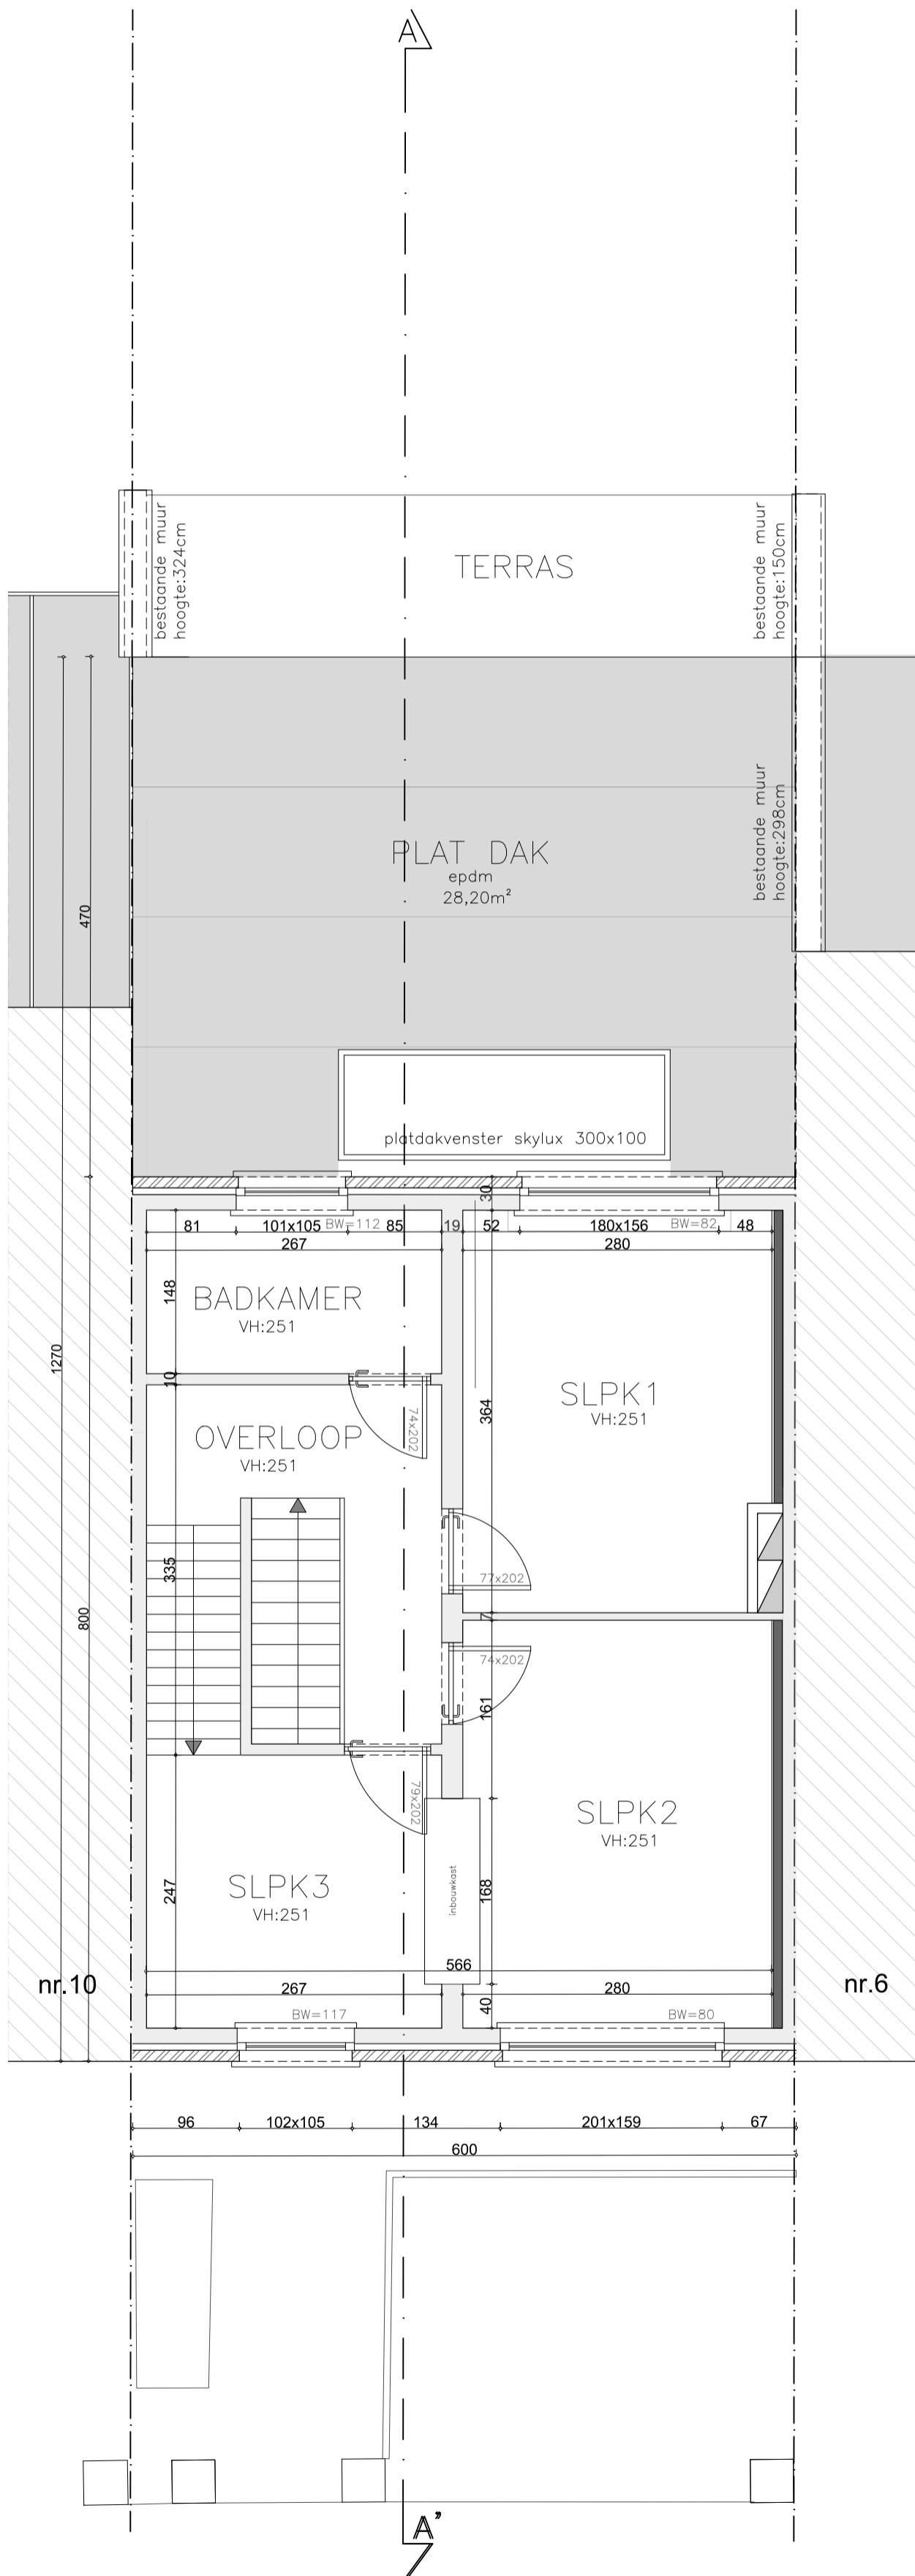 A
bestaande muur
hoogte:324cm
TERRAS
bestaande muur
hoogte:150cm
bestaande muur
hoogte:298cm
PLAT DAK
epdm
28,20m²
470
platdakvenster skylux 300x100
30
81
101x105
BW=112
85
19
52
180x156
BW=82
48
267
280
148
BADKAMER
VH:251
1270
10
364
SLPK1
VH:251
74x202
OVERLOOP
VH:251
335
77x202
800
7
74x202
161
79x202
SLPK2
VH:251
SLPK3
VH:251
247
inbouwkast
168
566
nr.10
nr.6
267
280
40
BW=117
BW=80
96
102x105
134
201x159
67
600
A"